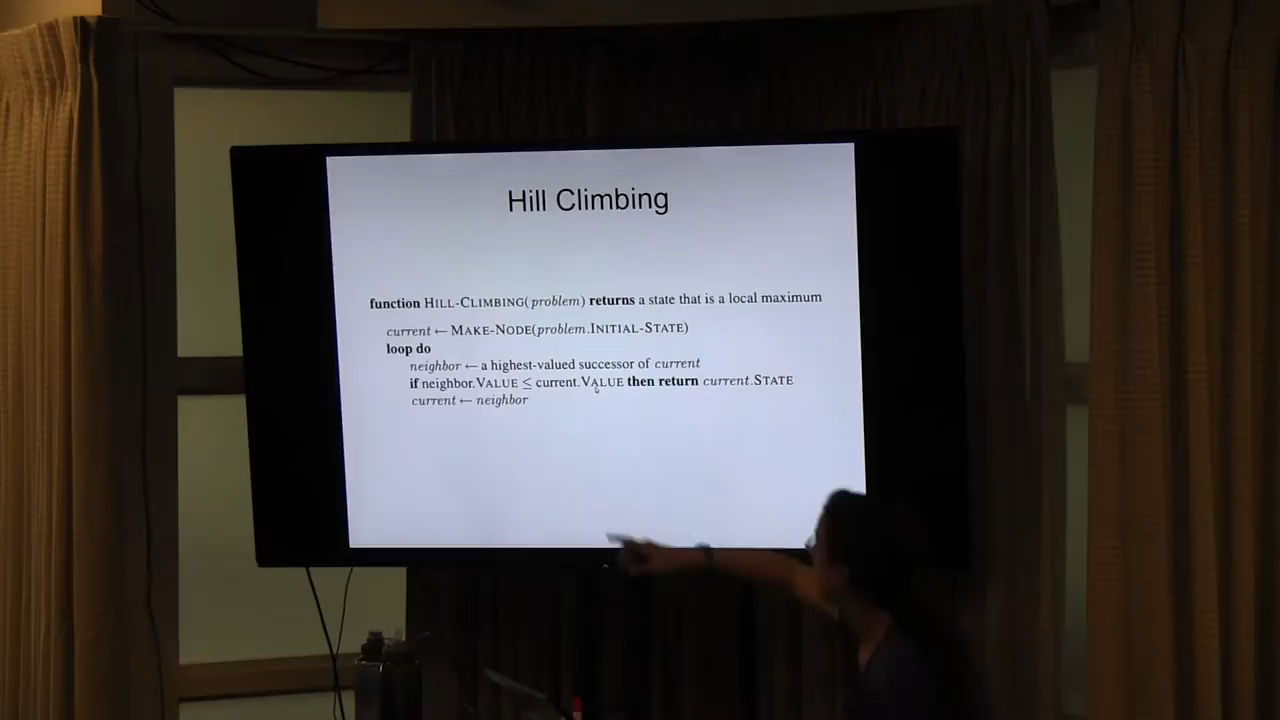 Hill Climbing
function HILL-CLIMBING(problem) returns a state that is a local maximum
current ← MAKE-NODE(problem.INITIAL-STATE)
loop do
neighbor ← a highest-valued successor of current
if neighbor.VALUE ≤ current.VALUE then return current.STATE
current ← neighbor